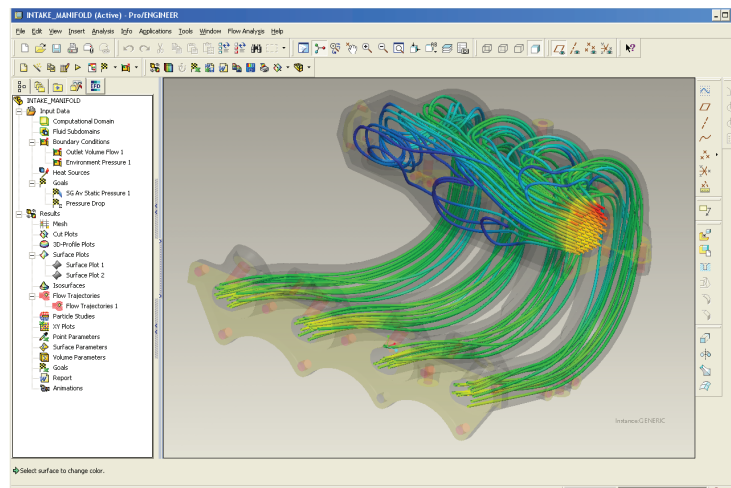 INTAKE_MANIFOLD (Active) - Pro/ENGINEER
File Edit View Insert Analysis Info Applications Tools Window Flow Analysis Help
INTAKE_MANIFOLD
Input Data
Computational Domain
Fluid Subdomains
Boundary Conditions
Outlet Volume Flow 1
Environment Pressure 1
Heat Sources
Goals
SG Av Static Pressure 1
Pressure Drop
Results
Mesh
Cut Plots
3D-Profile Plots
Surface Plots
Surface Plot 1
Surface Plot 2
Isosurfaces
Flow Trajectories
Flow Trajectories 1
Particle Studies
XY Plots
Point Parameters
Surface Parameters
Volume Parameters
Goals
Report
Animations
Instance:GENERIC
Select surface to change color.